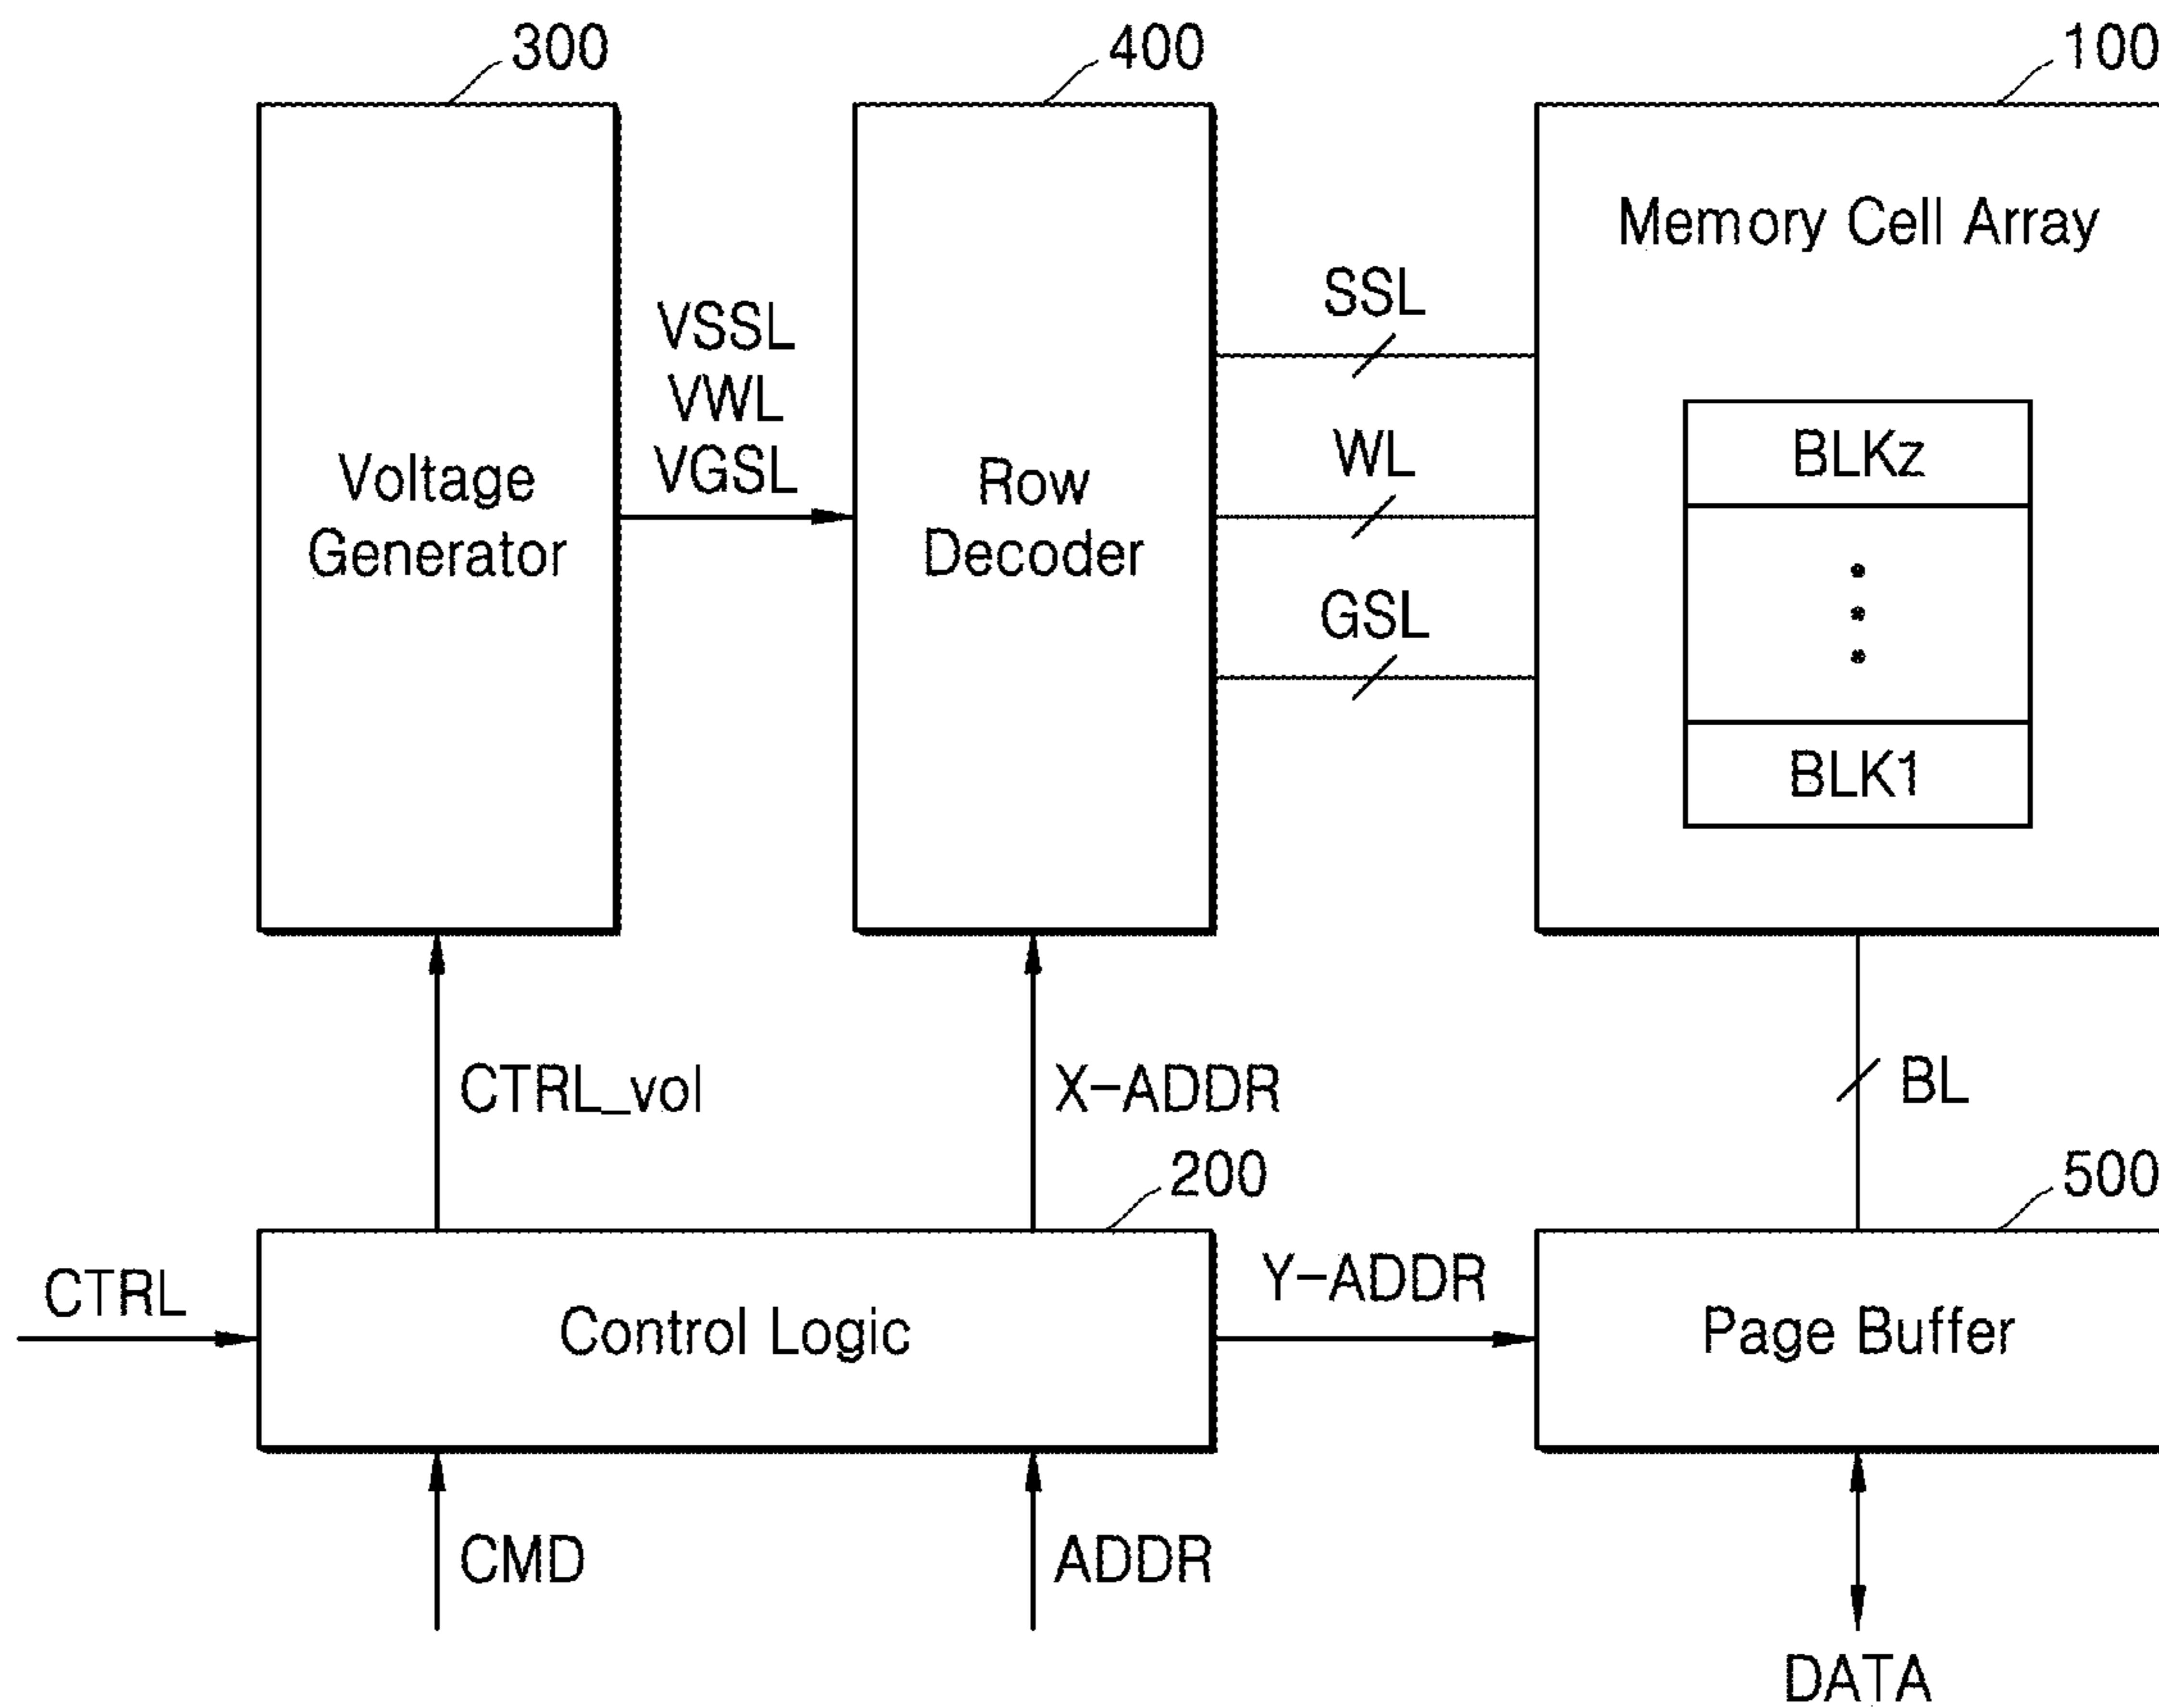 300
400
100
Memory Cell Array
SSL
VSSL
VWL
VGSL
WL
BLKz
Voltage
Generator
Row
Decoder
GSL
BLK1
CTRL_vol
X-ADDR
BL
200
500
CTRL
Control Logic
Y-ADDR
Page Buffer
CMD
ADDR
DATA